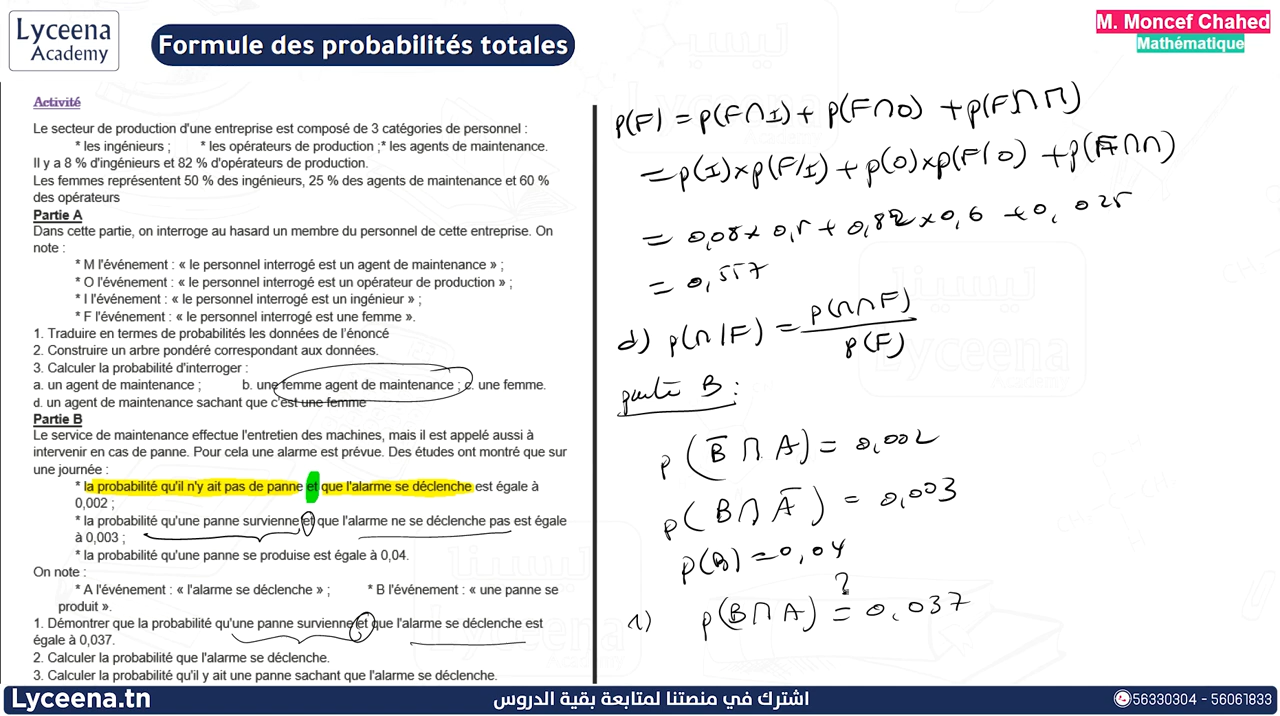 Lyceena
Academy
Formule des probabilités totales
M. Moncef Chahed
Mathématique
Activité
Le secteur de production d'une entreprise est composé de 3 catégories de personnel :
* les ingénieurs ; * les opérateurs de production ;* les agents de maintenance.
Il y a 8 % d'ingénieurs et 82 % d'opérateurs de production.
Les femmes représentent 50 % des ingénieurs, 25 % des agents de maintenance et 60 %
des opérateurs
Partie A
Dans cette partie, on interroge au hasard un membre du personnel de cette entreprise. On
note :
* M l'événement : « le personnel interrogé est un agent de maintenance » ;
* O l'événement : « le personnel interrogé est un opérateur de production » ;
* I l'événement : « le personnel interrogé est un ingénieur » ;
* F l'événement : « le personnel interrogé est une femme ».
1. Traduire en termes de probabilités les données de l'énoncé
2. Construire un arbre pondéré correspondant aux données.
3. Calculer la probabilité d'interroger :
a. un agent de maintenance ; b. une femme agent de maintenance ; c. une femme.
d. un agent de maintenance sachant que c'est une femme
Partie B
Le service de maintenance effectue l'entretien des machines, mais il est appelé aussi à
intervenir en cas de panne. Pour cela une alarme est prévue. Des études ont montré que sur
une journée :
* la probabilité qu'il n'y ait pas de panne et que l'alarme se déclenche est égale à
0,002 ;
* la probabilité qu'une panne survienne et que l'alarme ne se déclenche pas est égale
à 0,003 ;
* la probabilité qu'une panne se produise est égale à 0,04.
On note :
* A l'événement : « l'alarme se déclenche » ; * B l'événement : « une panne se
produit ».
1. Démontrer que la probabilité qu'une panne survienne et que l'alarme se déclenche est
égale à 0,037.
2. Calculer la probabilité que l'alarme se déclenche.
3. Calculer la probabilité qu'il y ait une panne sachant que l'alarme se déclenche.
p(F) = p(F∩I) + p(F∩O) + p(F∩M)
= p(I)×p(F/I) + p(O)×p(F/O) + p(F∩M)
= 0,08 × 0,5 + 0,82 × 0,6 + 0,025
= 0,557
d) p(M/F) = p(M∩F)
p(F)
partie B :
p(B̅ ∩ A) = 0,002
p(B∩A̅) = 0,003
p(B) = 0,04
?
1) p(B∩A) = 0,037
Lyceena.tn
اشترك في منصتنا لمتابعة بقية الدروس
56330304 - 56061833